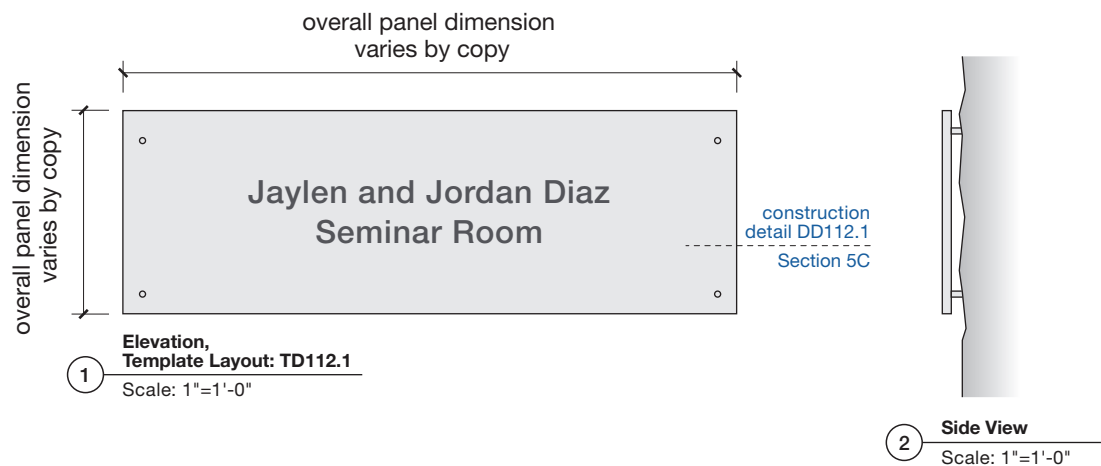 overall panel dimension
varies by copy
overall panel dimension
varies by copy
Jaylen and Jordan Diaz
Seminar Room
construction
detail DD112.1
Section 5C
Elevation,
Template Layout: TD112.1
1
Scale: 1"=1'-0"
Side View
2
Scale: 1"=1'-0"